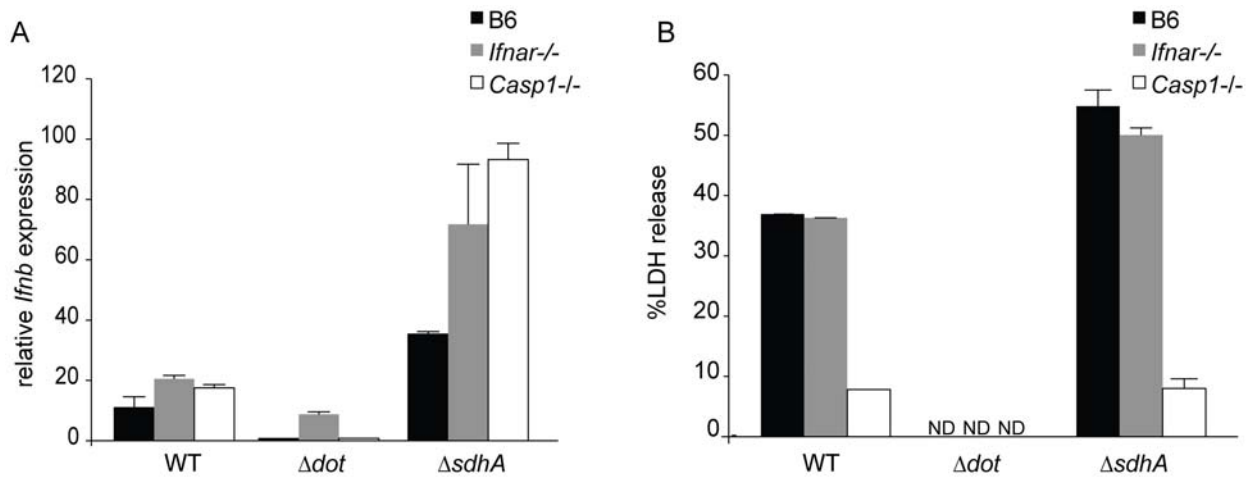 A
B6
Ifnar-/-
Casp1-/-
relative Ifnb expression
120
100
80
60
40
20
0
WT
Δdot
ΔsdhA
B
B6
Ifnar-/-
Casp1-/-
%LDH release
60
50
40
30
20
10
0
ND ND ND
WT
Δdot
ΔsdhA